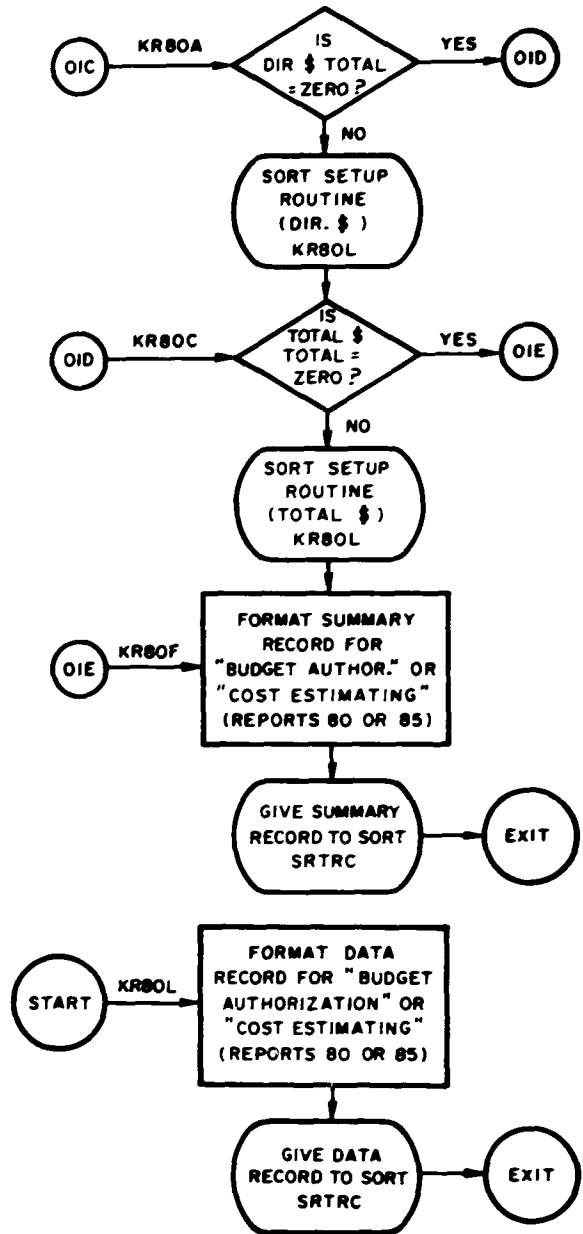 IS
DIR $ TOTAL
= ZERO?
01C
KR80A
YES
01D
NO
SORT SETUP
ROUTINE
(DIR. $ )
KR80L
IS
TOTAL $
TOTAL =
ZERO?
01D
KR80C
YES
01E
NO
SORT SETUP
ROUTINE
(TOTAL $)
KR80L
01E
KR80F
FORMAT SUMMARY
RECORD FOR
"BUDGET AUTHOR." OR
"COST ESTIMATING"
(REPORTS 80 OR 85)
GIVE SUMMARY
RECORD TO SORT
SRTRC
EXIT
START
KR80L
FORMAT DATA
RECORD FOR "BUDGET
AUTHORIZATION" OR
"COST ESTIMATING"
(REPORTS 80 OR 85)
GIVE DATA
RECORD TO SORT
SRTRC
EXIT